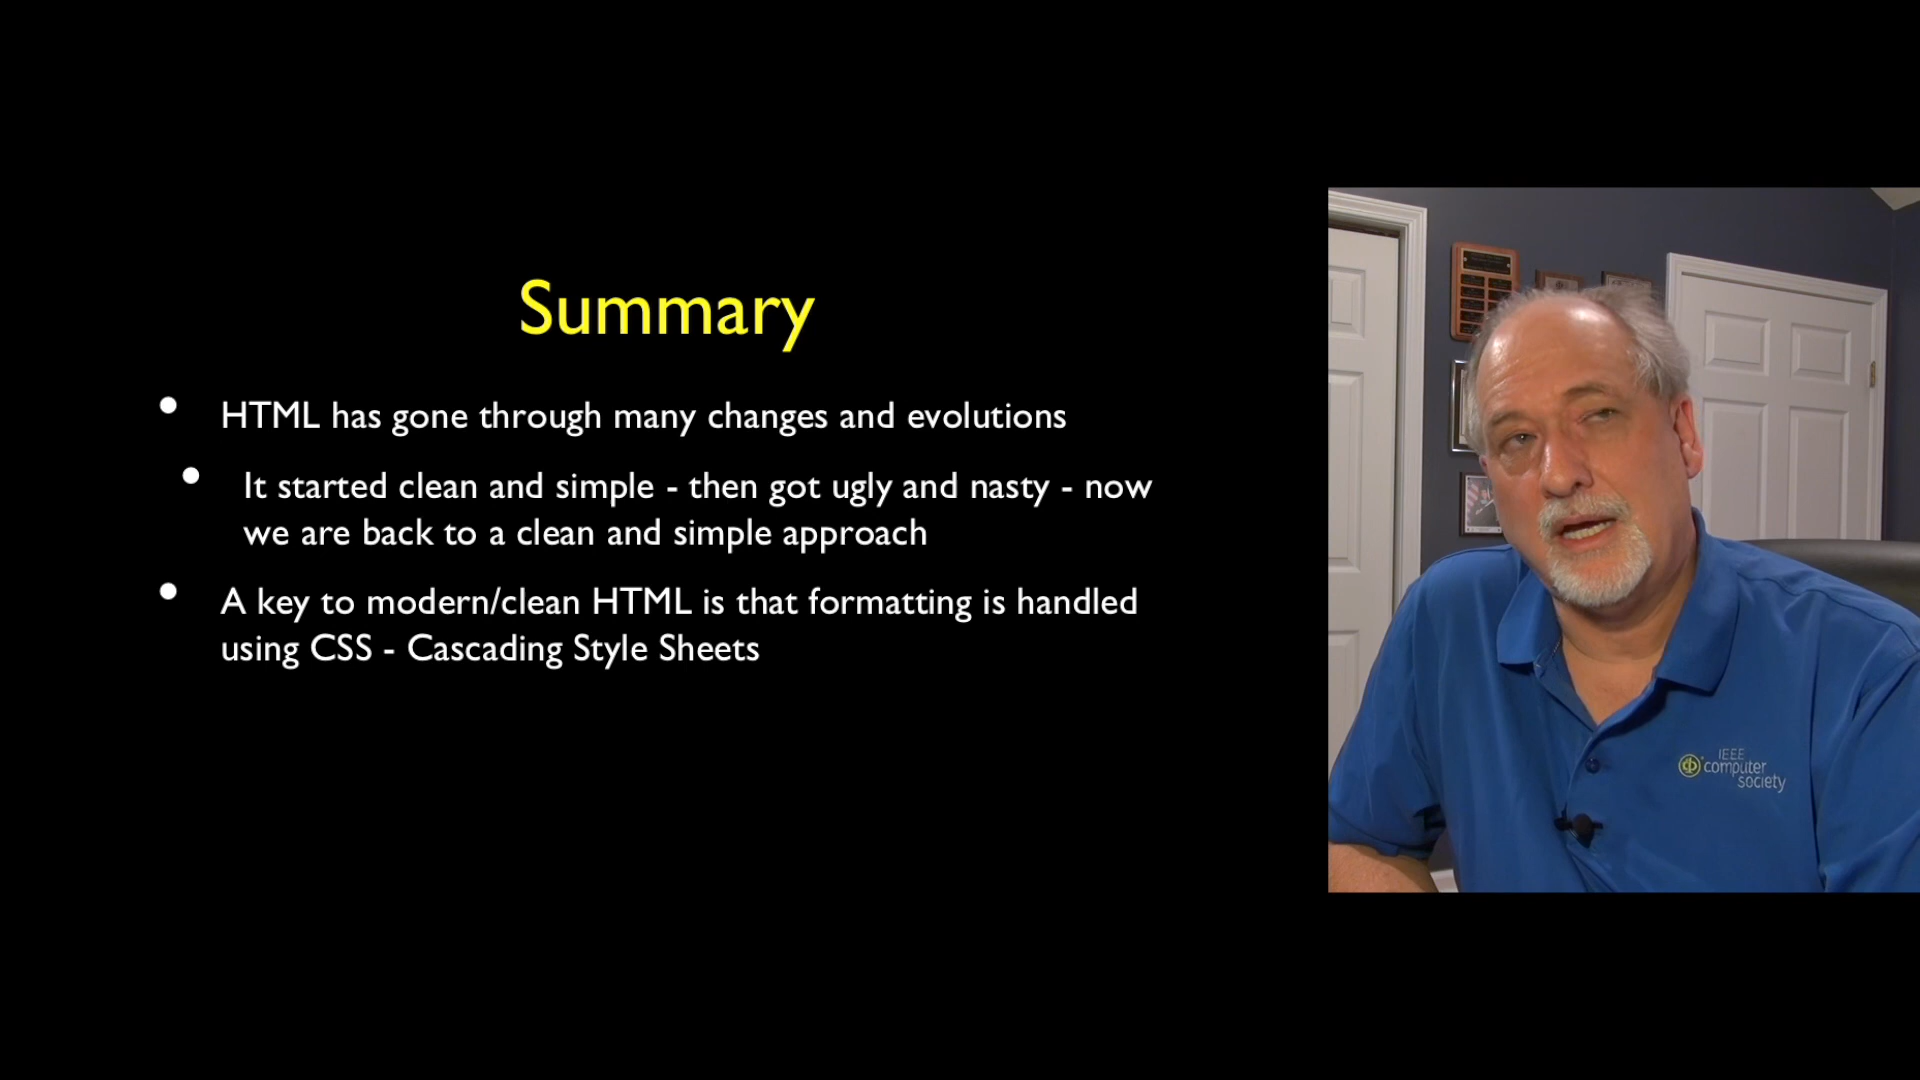 Summary
• HTML has gone through many changes and evolutions
• It started clean and simple - then got ugly and nasty - now
we are back to a clean and simple approach
• A key to modern/clean HTML is that formatting is handled
using CSS - Cascading Style Sheets
IEEE
computer
society